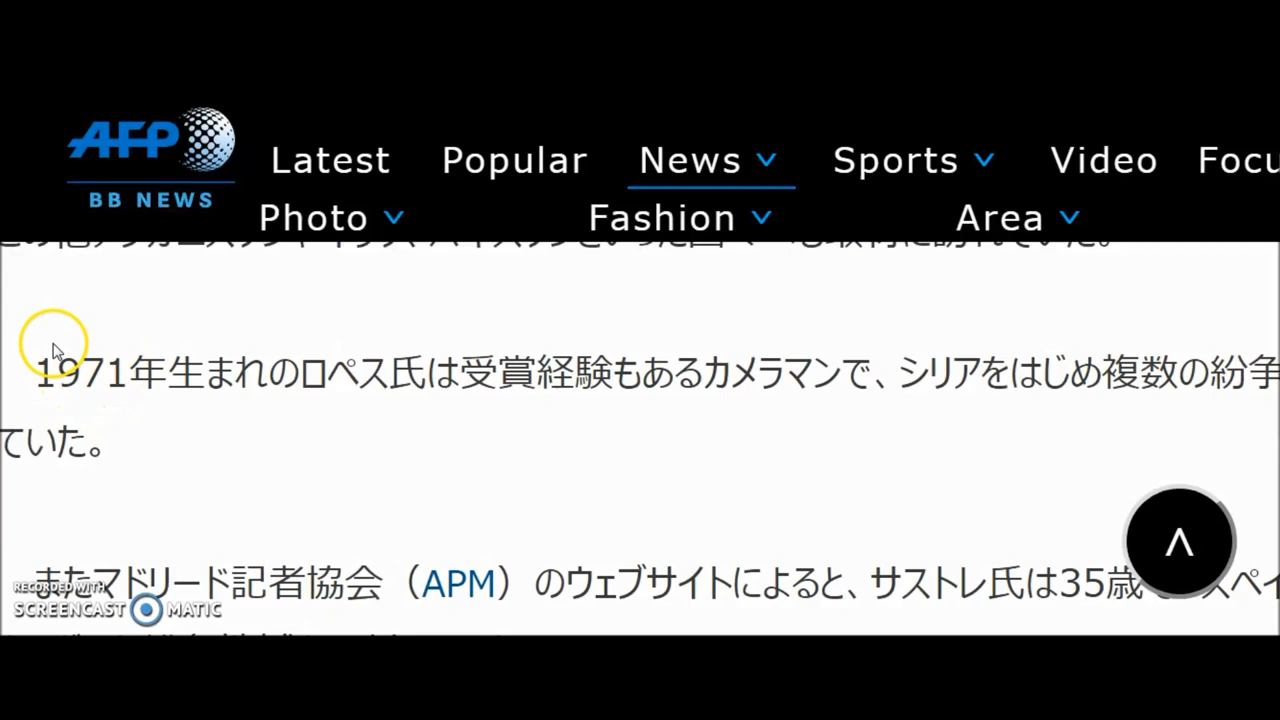 AFP
BB NEWS
Latest Popular News Sports Video Focu
Photo Fashion Area
1971年生まれのロペス氏は受賞経験もあるカメラマンで、シリアをはじめ複数の紛争
ていた。
またマドリード記者協会（APM）のウェブサイトによると、サストレ氏は35歳 スペイ
RECORDED WITH
SCREENCAST MATIC